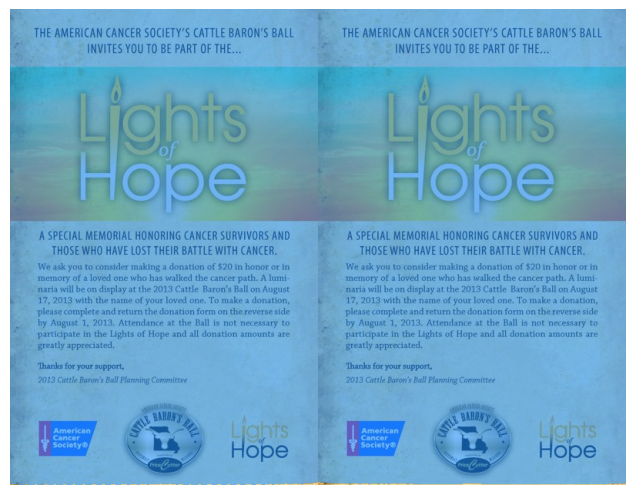 THE AMERICAN CANCER SOCIETY'S CATTLE BARON'S BALL
INVITES YOU TO BE PART OF THE...
Lights
of
Hope
A SPECIAL MEMORIAL HONORING CANCER SURVIVORS AND
THOSE WHO HAVE LOST THEIR BATTLE WITH CANCER.
We ask you to consider making a donation of $20 in honor or in
memory of a loved one who has walked the cancer path. A lumi-
naria will be on display at the 2013 Cattle Baron's Ball on August
17, 2013 with the name of your loved one. To make a donation,
please complete and return the donation form on the reverse side
by August 1, 2013. Attendance at the Ball is not necessary to
participate in the Lights of Hope and all donation amounts are
greatly appreciated.
Thanks for your support,
2013 Cattle Baron's Ball Planning Committee
American
Cancer
Society®
CATTLE BARON'S BALL
Lights
of
Hope
THE AMERICAN CANCER SOCIETY'S CATTLE BARON'S BALL
INVITES YOU TO BE PART OF THE...
Lights
of
Hope
A SPECIAL MEMORIAL HONORING CANCER SURVIVORS AND
THOSE WHO HAVE LOST THEIR BATTLE WITH CANCER.
We ask you to consider making a donation of $20 in honor or in
memory of a loved one who has walked the cancer path. A lumi-
naria will be on display at the 2013 Cattle Baron's Ball on August
17, 2013 with the name of your loved one. To make a donation,
please complete and return the donation form on the reverse side
by August 1, 2013. Attendance at the Ball is not necessary to
participate in the Lights of Hope and all donation amounts are
greatly appreciated.
Thanks for your support,
2013 Cattle Baron's Ball Planning Committee
American
Cancer
Society®
CATTLE BARON'S BALL
Lights
of
Hope